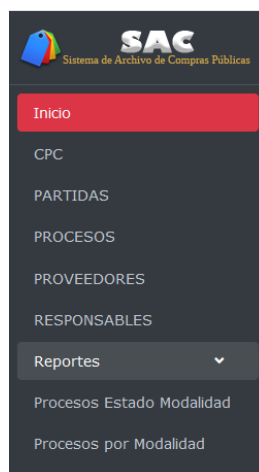 SAC
Sistema de Archivo de Compras Públicas
Inicio
CPC
PARTIDAS
PROCESOS
PROVEEDORES
RESPONSABLES
Reportes
Procesos Estado Modalidad
Procesos por Modalidad